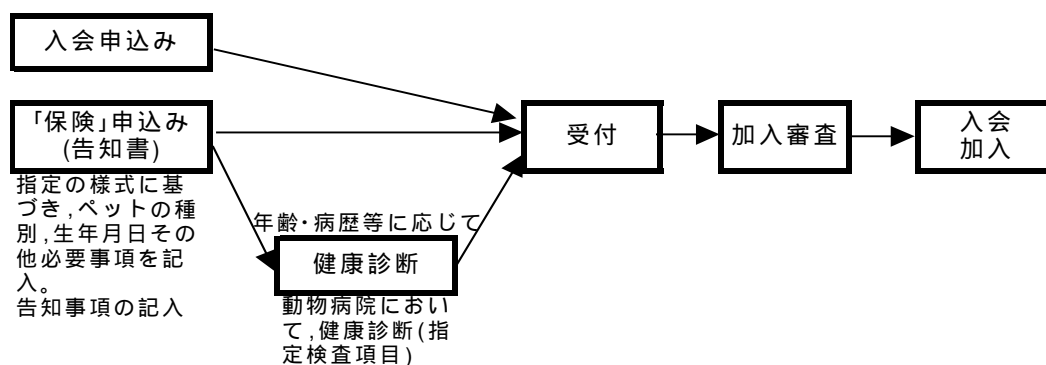 入会申込み
「保険」申込み
(告知書)
指定の様式に基
づき,ペットの種
別,生年月日その
他必要事項を記
入。
告知事項の記入
年齢・病歴等に応じて
健康診断
動物病院におい
て,健康診断(指
定検査項目)
受付
加入審査
入会
加入